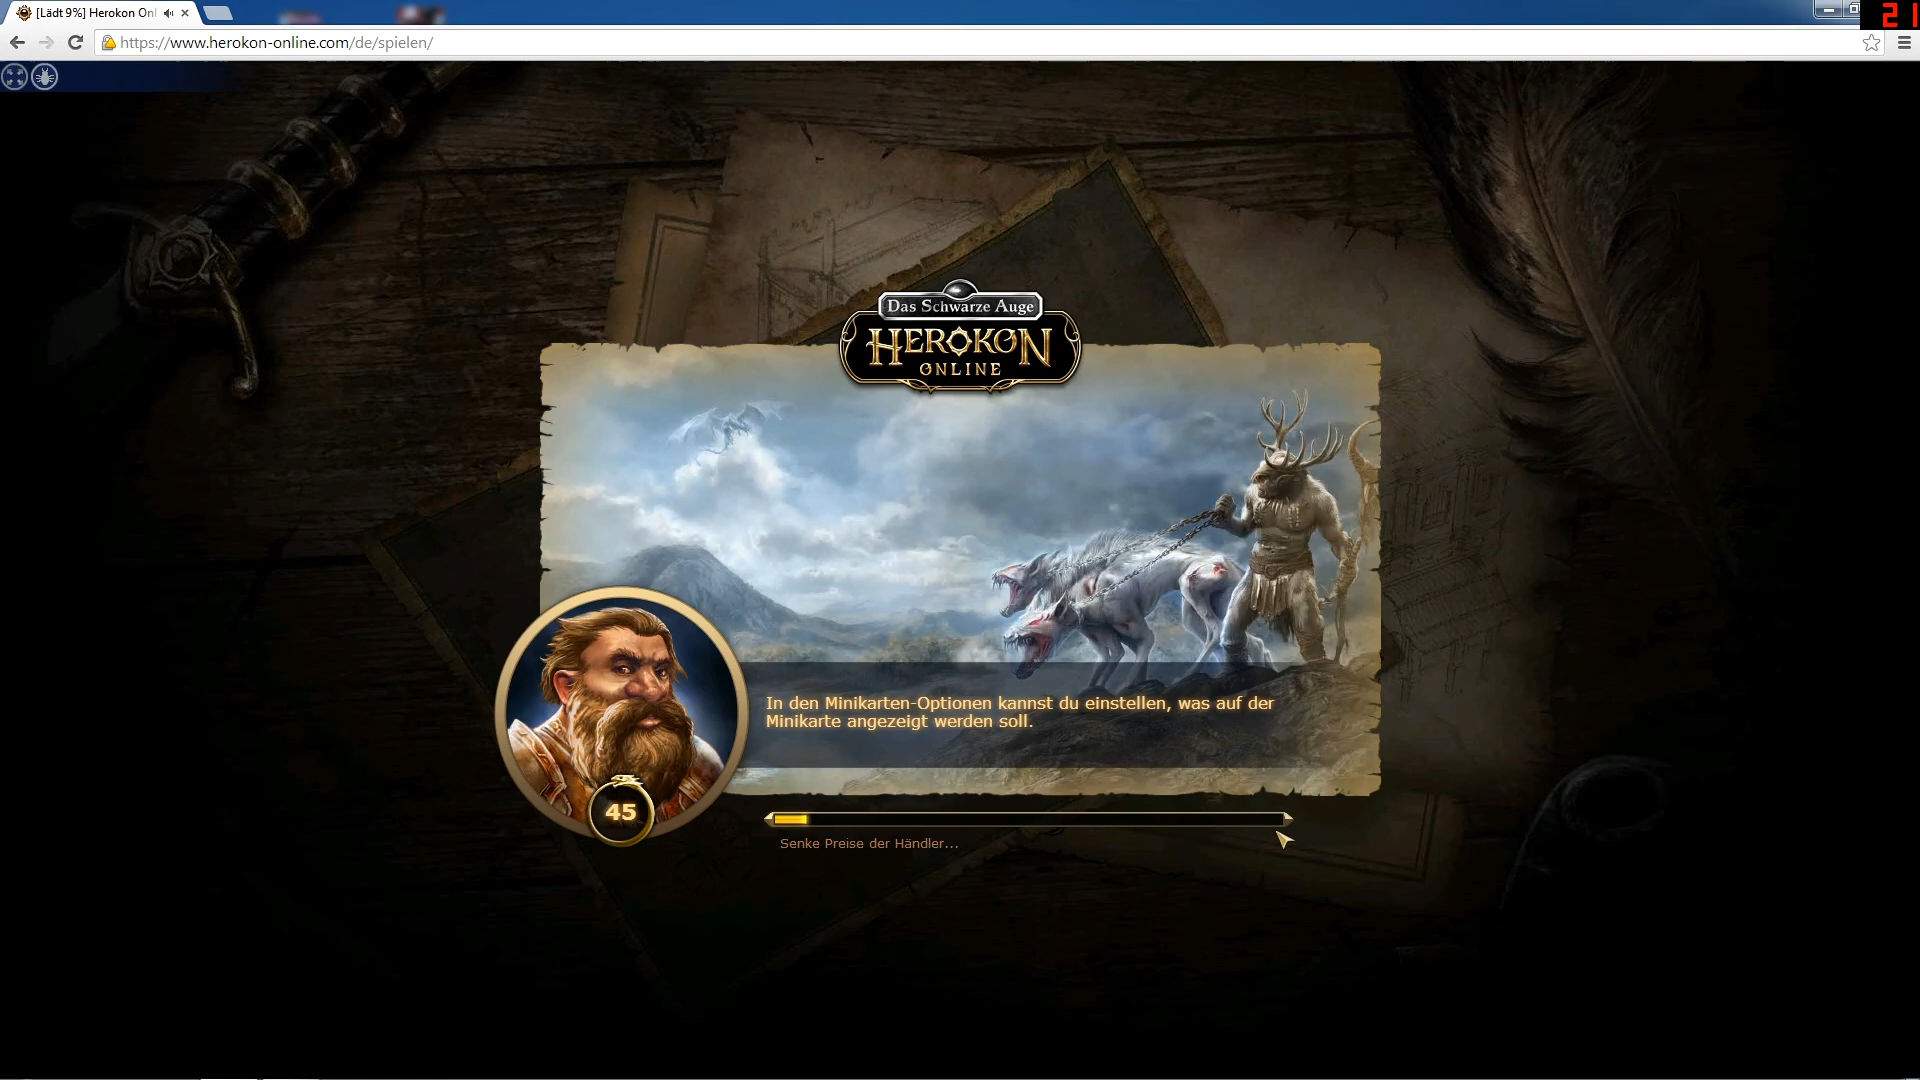 [Lädt 9%] Herokon Onl
21
https://www.herokon-online.com/de/spielen/
Das Schwarze Auge
HEROKON
ONLINE
In den Minikarten-Optionen kannst du einstellen, was auf der
Minikarte angezeigt werden soll.
45
Senke Preise der Händler...